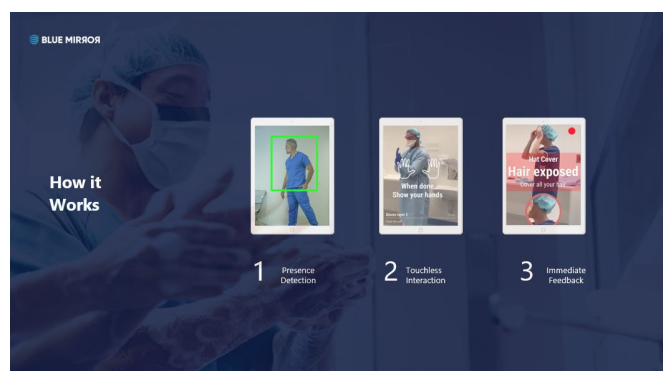 BLUE MIRЯOЯ
How it
Works
When done
Show your hands
Hat Cover
Hair exposed
Cover all your hair
1
Presence
Detection
2
Touchless
Interaction
3
Immediate
Feedback